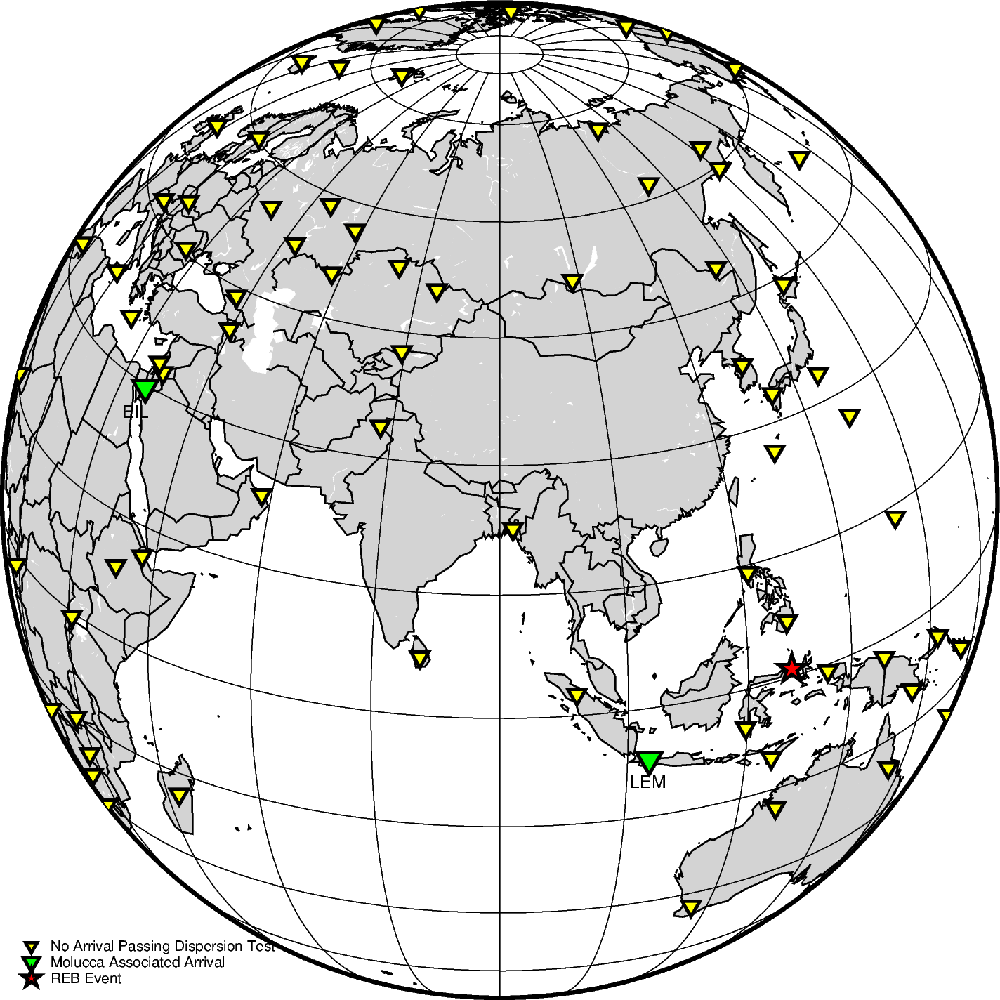 EIL
LEM
No Arrival Passing Dispersion Test
Molucca Associated Arrival
REB Event